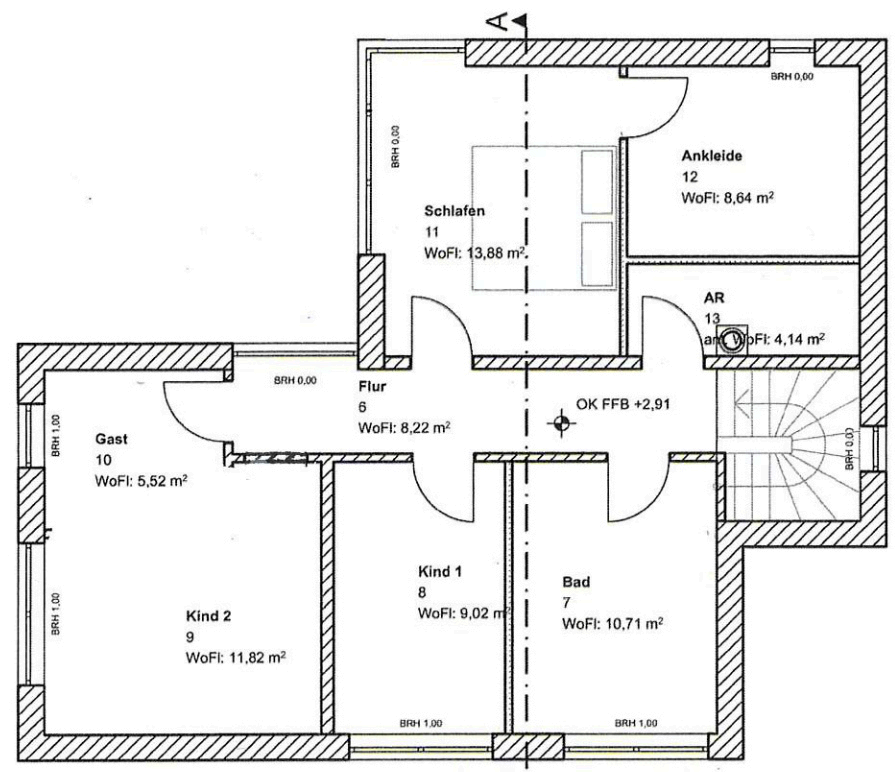 A
BRH 0,00
BRH 0,00
Ankleide
12
WoFl: 8,64 m²
Schlafen
11
WoFl: 13,88 m²
AR
13
WoFl: 4,14 m²
BRH 0,00
Flur
6
WoFl: 8,22 m²
OK FFB +2,91
BRH 0,00
BRH 1,00
Gast
10
WoFl: 5,52 m²
Kind 1
8
WoFl: 9,02 m²
Bad
7
WoFl: 10,71 m²
BRH 1,00
Kind 2
9
WoFl: 11,82 m²
BRH 1,00
BRH 1,00